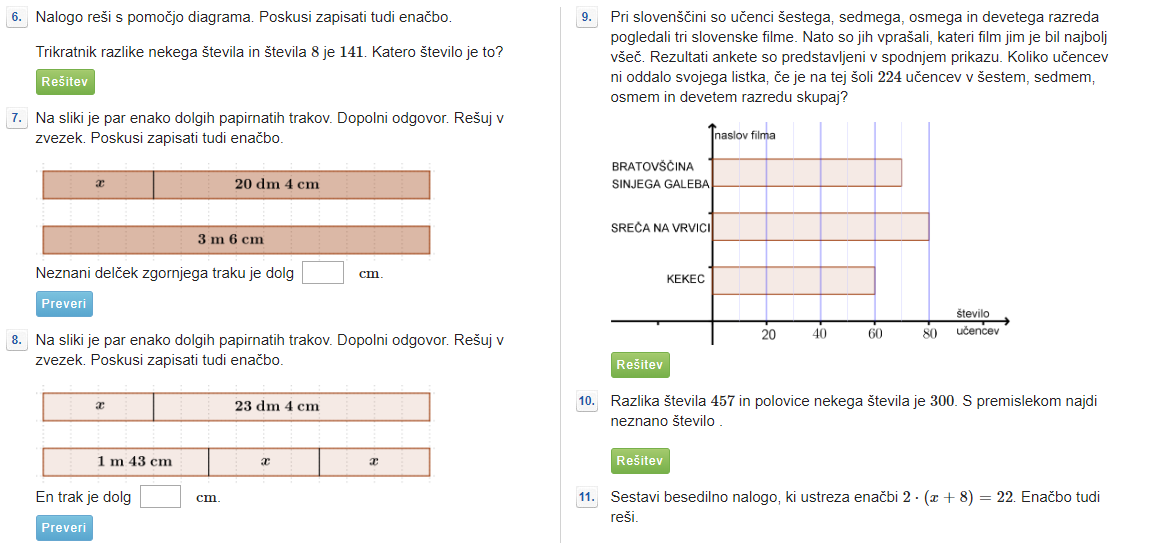 6. Nalogo reši s pomočjo diagrama. Poskusi zapisati tudi enačbo.
Trikratnik razlike nekega števila in števila 8 je 141. Katero število je to?
Rešitev
7. Na sliki je par enako dolgih papirnatih trakov. Dopolni odgovor. Rešuj v
zvezek. Poskusi zapisati tudi enačbo.
x 20 dm 4 cm
3 m 6 cm
Neznani delček zgornjega traku je dolg cm.
Preveri
8. Na sliki je par enako dolgih papirnatih trakov. Dopolni odgovor. Rešuj v
zvezek. Poskusi zapisati tudi enačbo.
x 23 dm 4 cm
1 m 43 cm x x
En trak je dolg cm.
Preveri
9. Pri slovenščini so učenci šestega, sedmega, osmega in devetega razreda
pogledali tri slovenske filme. Nato so jih vprašali, kateri film jim je bil najbolj
všeč. Rezultati ankete so predstavljeni v spodnjem prikazu. Koliko učencev
ni oddalo svojega listka, če je na tej šoli 224 učencev v šestem, sedmem,
osmem in devetem razredu skupaj?
naslov filma
BRATOVŠČINA
SINJEGA GALEBA
SREČA NA VRVICI
KEKEC
število
20 40 60 80 učencev
Rešitev
10. Razlika števila 457 in polovice nekega števila je 300. S premislekom najdi
neznano število .
Rešitev
11. Sestavi besedilno nalogo, ki ustreza enačbi 2 · (x + 8) = 22. Enačbo tudi
reši.